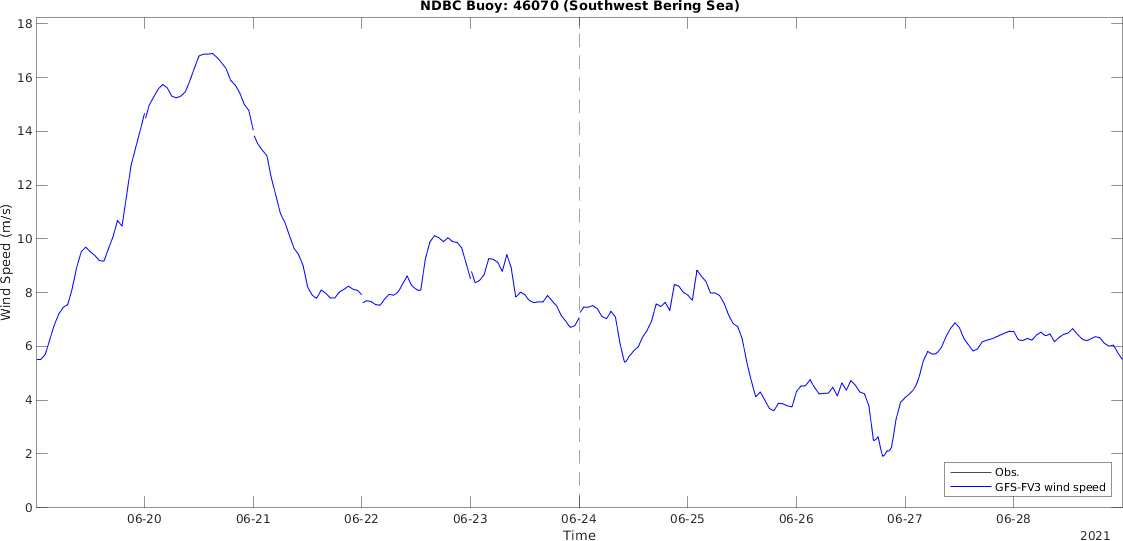 NDBC Buoy: 46070 (Southwest Bering Sea)
18
16
14
12
10
8
6
4
2
0
Wind Speed (m/s)
Obs.
GFS-FV3 wind speed
06-20 06-21 06-22 06-23 06-24 06-25 06-26 06-27 06-28
Time
2021